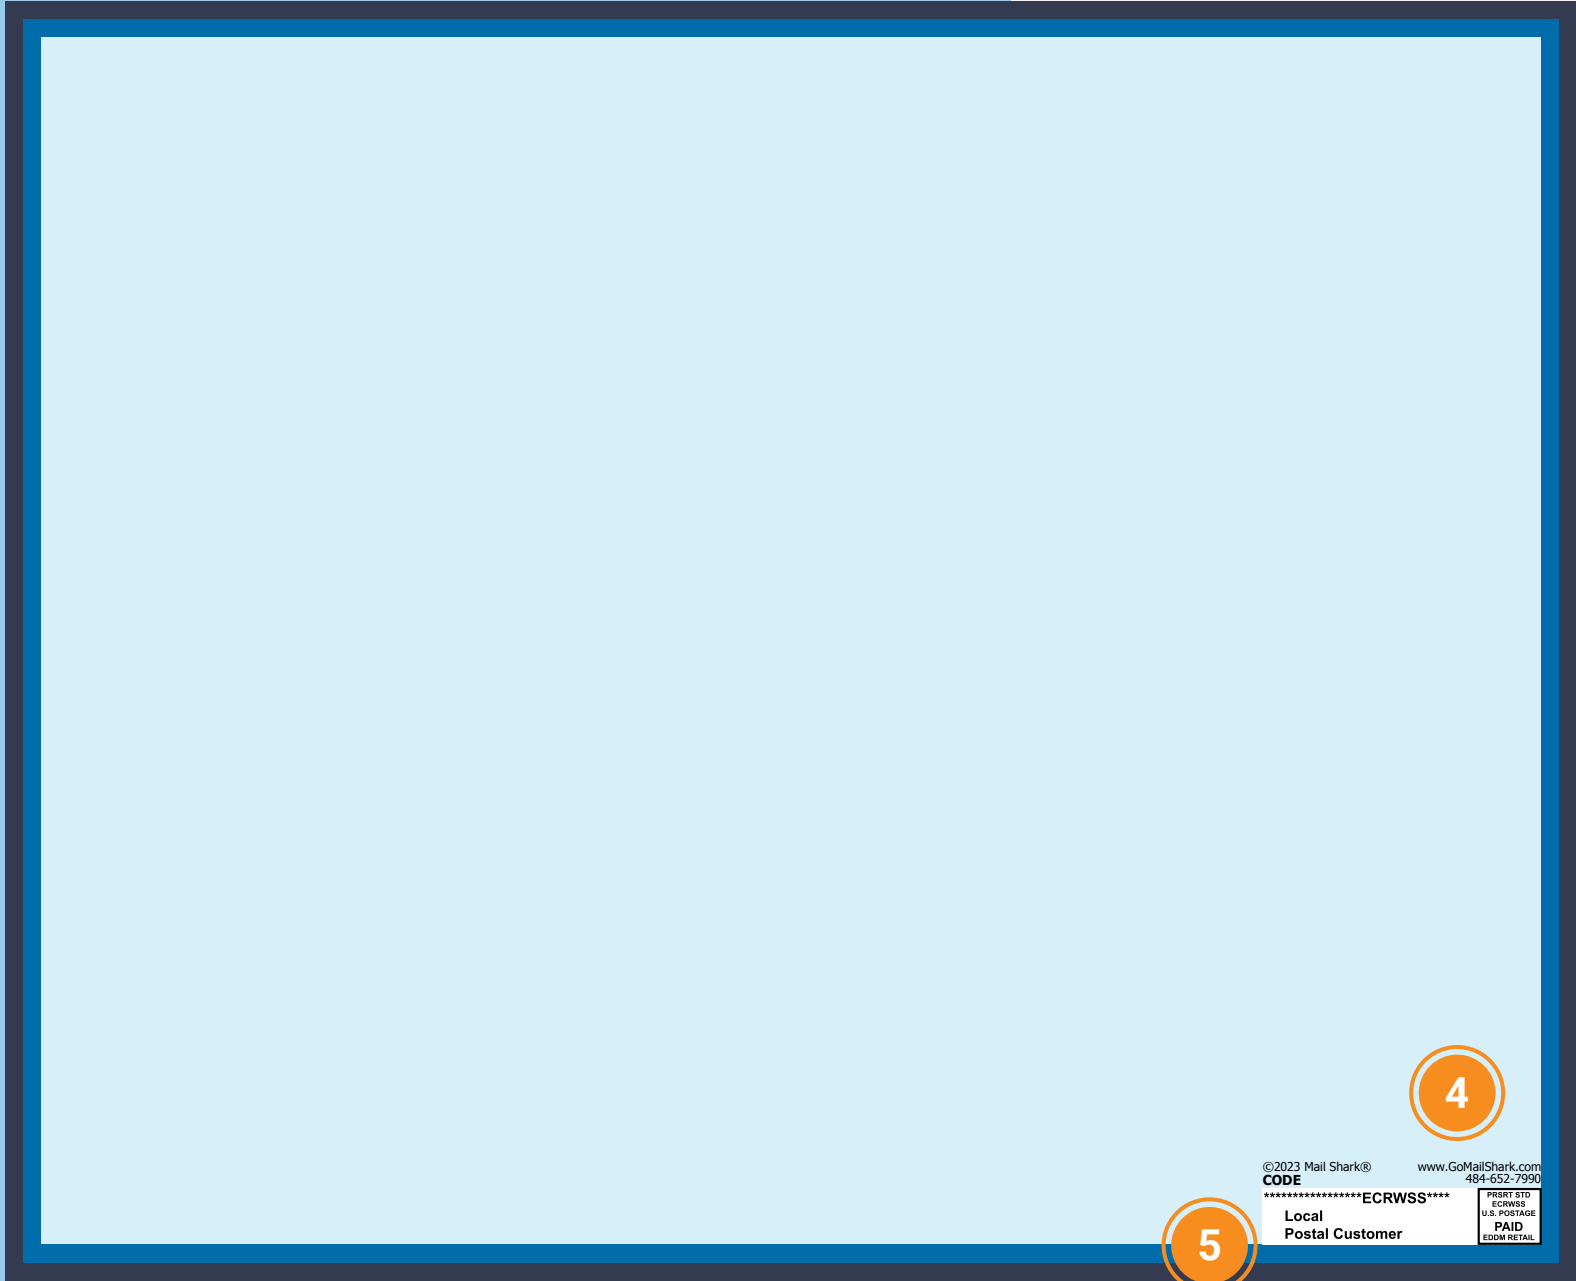 4
©2023 Mail Shark® www.GoMailShark.com
CODE 484-652-7990
*****************ECRWSS****
Local
Postal Customer
PRSRT STD
ECRWSS
U.S. POSTAGE
PAID
EDDM RETAIL
5